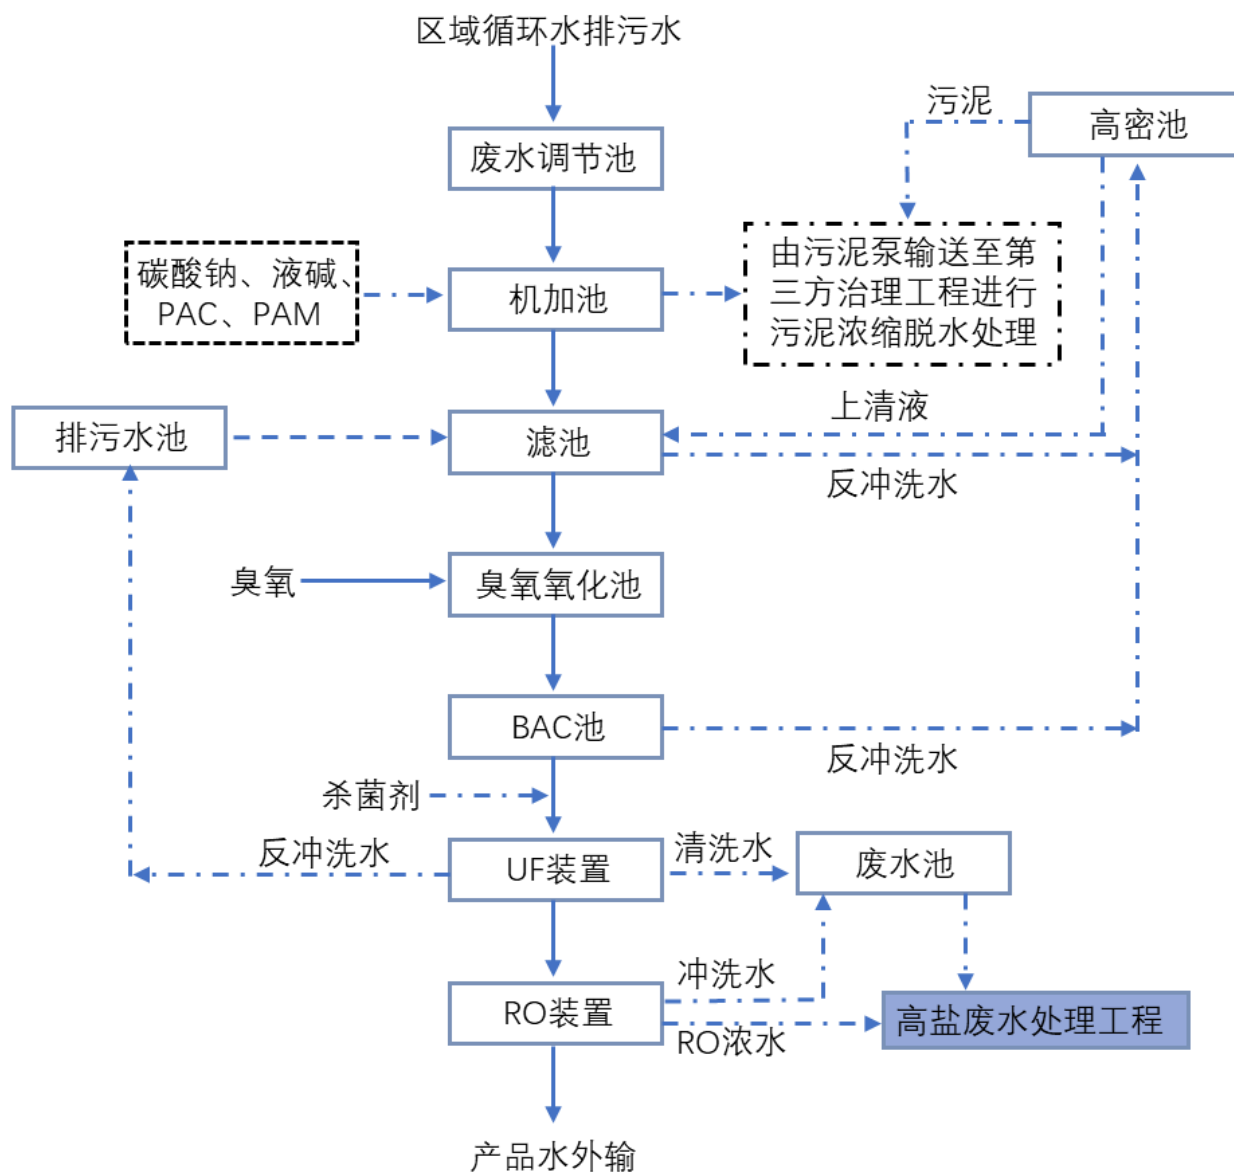 区域循环水排污水
污泥
高密池
废水调节池
碳酸钠、液碱、
PAC、PAM
机加池
由污泥泵输送至第
三方治理工程进行
污泥浓缩脱水处理
上清液
排污水池
滤池
反冲洗水
臭氧
臭氧氧化池
BAC池
反冲洗水
杀菌剂
反冲洗水
UF装置
清洗水
废水池
冲洗水
RO装置
RO浓水
高盐废水处理工程
产品水外输